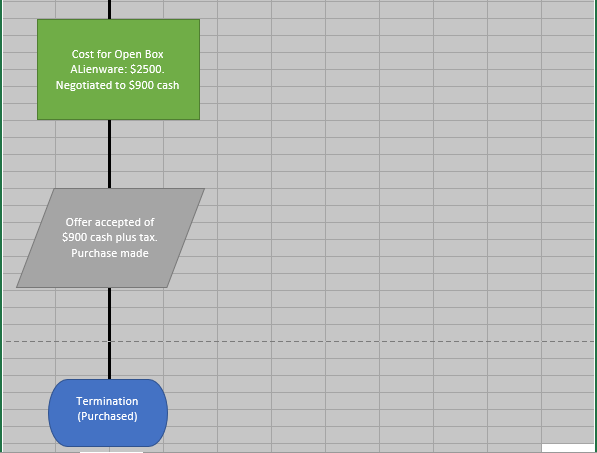 Cost for Open Box
ALienware: $2500.
Negotiated to $900 cash
Offer accepted of
$900 cash plus tax.
Purchase made
Termination
(Purchased)